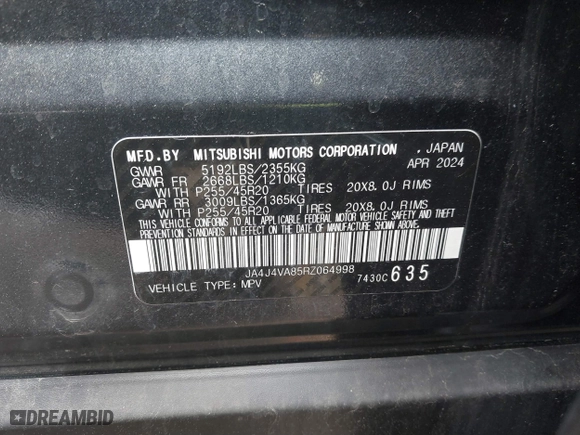 MFD.BY MITSUBISHI MOTORS CORPORATION , JAPAN
GVWR 5192LBS/2355KG APR 2024
GAWR FR 2668LBS/1210KG
WITH P255/45R20 TIRES 20X8.0J RIMS
GAWR RR 3009LBS/1365KG
WITH P255/45R20 TIRES 20X8.0J RIMS
THIS VEHICLE CONFORMS TO ALL APPLICABLE FEDERAL MOTOR VEHICLE SAFETY AND THEFT
PREVENTION STANDARDS IN EFFECT ON THE DATE OF MANUFACTURE SHOWN ABOVE.
JA4J4VA85RZ064998
VEHICLE TYPE:MPV 7430C 635
DREAMBID